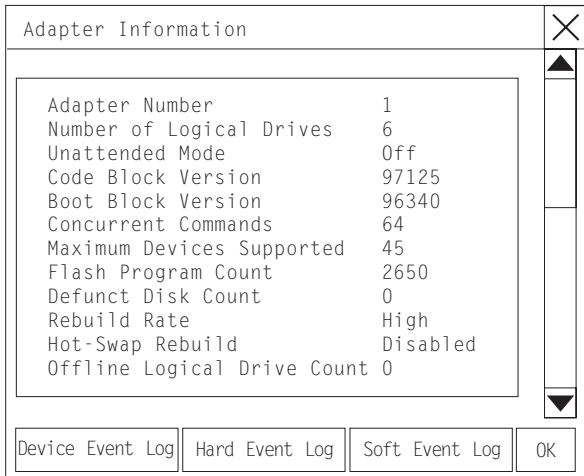 Adapter Information
Adapter Number 1
Number of Logical Drives 6
Unattended Mode Off
Code Block Version 97125
Boot Block Version 96340
Concurrent Commands 64
Maximum Devices Supported 45
Flash Program Count 2650
Defunct Disk Count 0
Rebuild Rate High
Hot-Swap Rebuild Disabled
Offline Logical Drive Count 0
Device Event Log Hard Event Log Soft Event Log OK